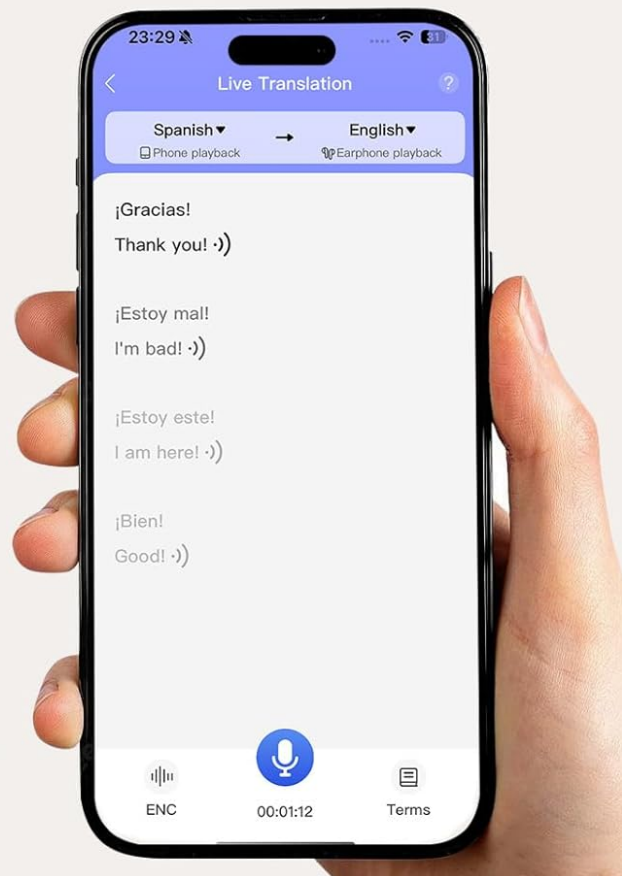 23:29
31
Live Translation
?
Spanish▼ → English▼
Phone playback Earphone playback
¡Gracias!
Thank you!
¡Estoy mal!
I'm bad!
¡Estoy este!
I am here!
¡Bien!
Good!
ENC 00:01:12 Terms